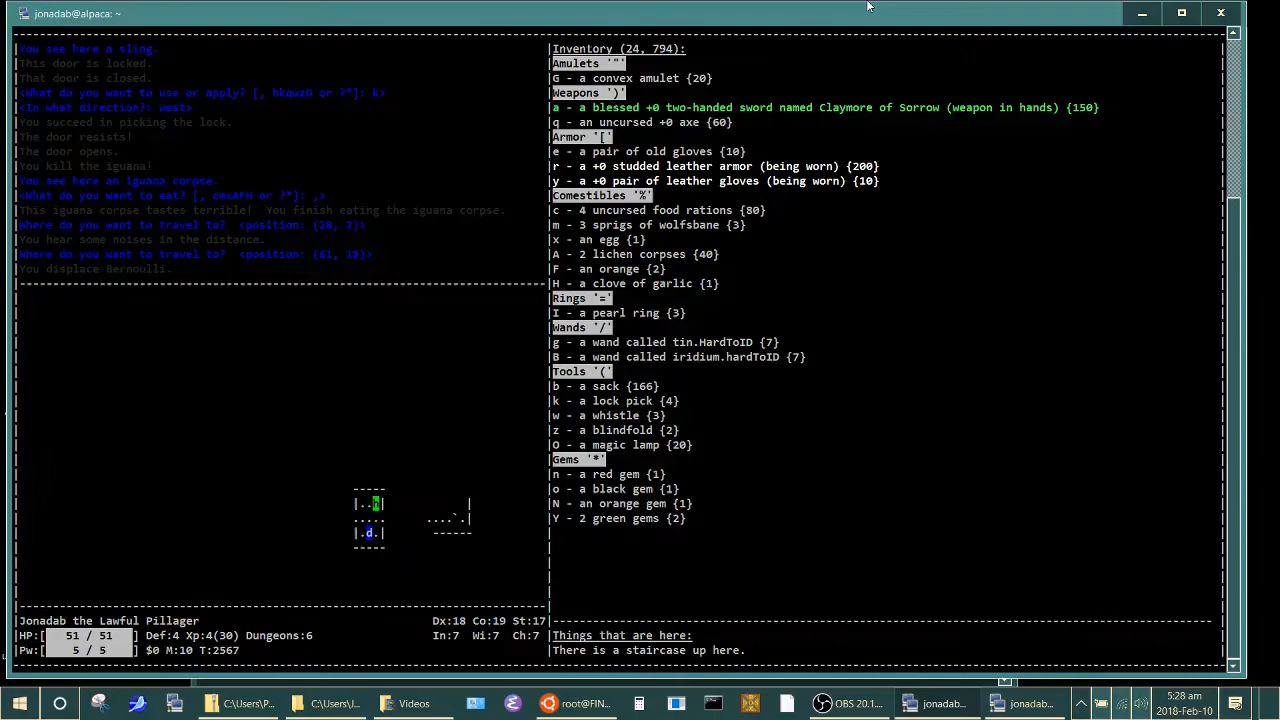 jonadab@alpaca: ~
You see here a sling.
This door is locked.
That door is closed.
<What do you want to use or apply? [, bkqwzO or ?*]: k>
<In what direction?: west>
You succeed in picking the lock.
The door resists!
The door opens.
You kill the iguana!
You see here an iguana corpse.
<What do you want to eat? [, cmxAFH or ?*]: ,>
This iguana corpse tastes terrible!  You finish eating the iguana corpse.
Where do you want to travel to?  <position: (28, 2)>
You hear some noises in the distance.
Where do you want to travel to?  <position: (61, 18)>
You displace Bernoulli.
-----
|..h| |
..... ....`.|
|.d.| ------
-----
Jonadab the Lawful Pillager Dx:18 Co:19 St:17
HP:[ 51 / 51 ] Def:4 Xp:4(30) Dungeons:6 In:7 Wi:7 Ch:7
Pw:[ 5 / 5 ] $0 M:10 T:2567
Inventory (24, 794):
Amulets '"'
G - a convex amulet {20}
Weapons ')'
a - a blessed +0 two-handed sword named Claymore of Sorrow (weapon in hands) {150}
q - an uncursed +0 axe {60}
Armor '['
e - a pair of old gloves {10}
r - a +0 studded leather armor (being worn) {200}
y - a +0 pair of leather gloves (being worn) {10}
Comestibles '%'
c - 4 uncursed food rations {80}
m - 3 sprigs of wolfsbane {3}
x - an egg {1}
A - 2 lichen corpses {40}
F - an orange {2}
H - a clove of garlic {1}
Rings '='
I - a pearl ring {3}
Wands '/'
g - a wand called tin.HardToID {7}
B - a wand called iridium.hardToID {7}
Tools '('
b - a sack {166}
k - a lock pick {4}
w - a whistle {3}
z - a blindfold {2}
O - a magic lamp {20}
Gems '*'
n - a red gem {1}
o - a black gem {1}
N - an orange gem {1}
Y - 2 green gems {2}
Things that are here:
There is a staircase up here.
C:\Users\P...
C:\Users\J...
Videos
root@FIN...
OBS 20.1....
jonadab...
jonadab...
5:28 am
2018-Feb-10